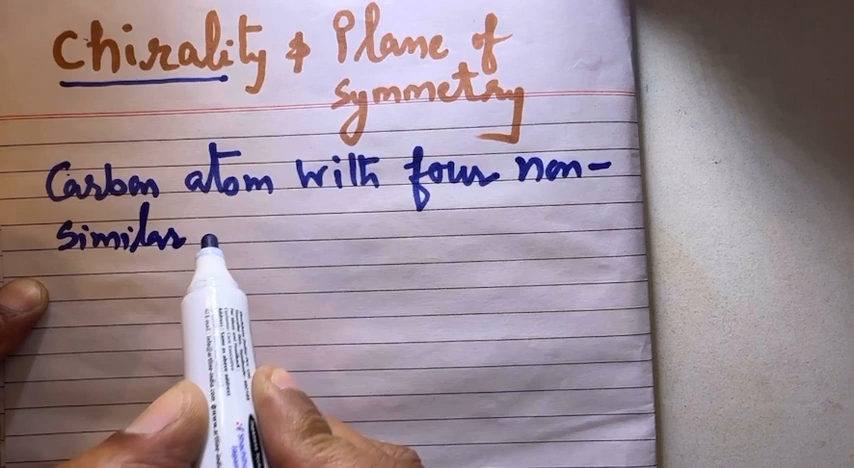 Chirality & Plane of
symmetry
Carbon atom with four non-
similar